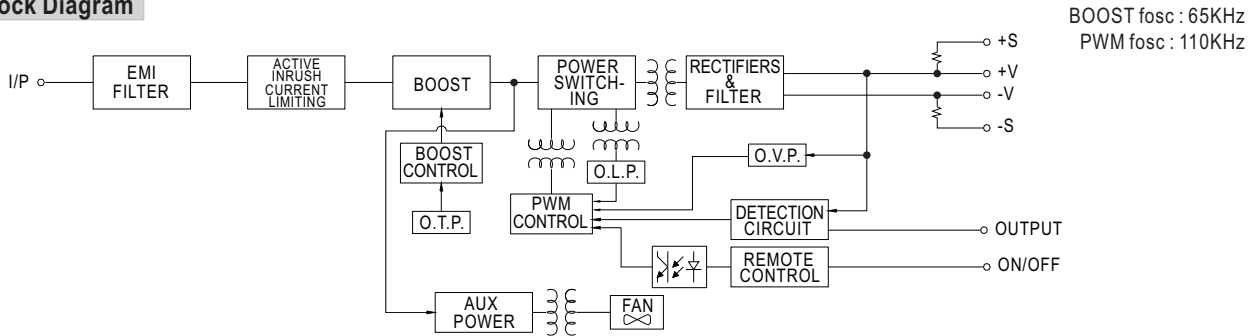 ock Diagram
BOOST fosc : 65KHz
PWM fosc : 110KHz
I/P
EMI
FILTER
ACTIVE
INRUSH
CURRENT
LIMITING
BOOST
POWER
SWITCH-
ING
RECTIFIERS
&
FILTER
+S
+V
-V
-S
BOOST
CONTROL
O.T.P.
O.L.P.
O.V.P.
PWM
CONTROL
DETECTION
CIRCUIT
OUTPUT
REMOTE
CONTROL
ON/OFF
AUX
POWER
FAN